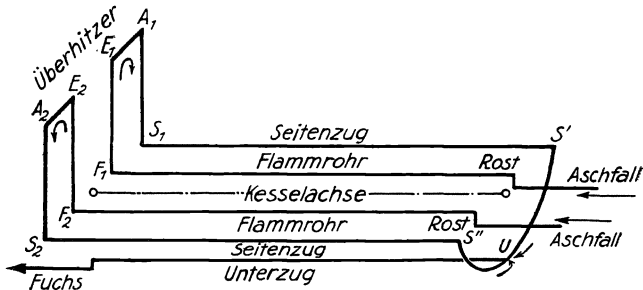 Überhitzer
A₁
E₁
A₂
E₂
S₁
Seitenzug
S'
F₁
Flammrohr
Rost
Aschfall
Kesselachse
F₂
Flammrohr
Rost
Aschfall
S₂
S''
U
Seitenzug
Fuchs
Unterzug